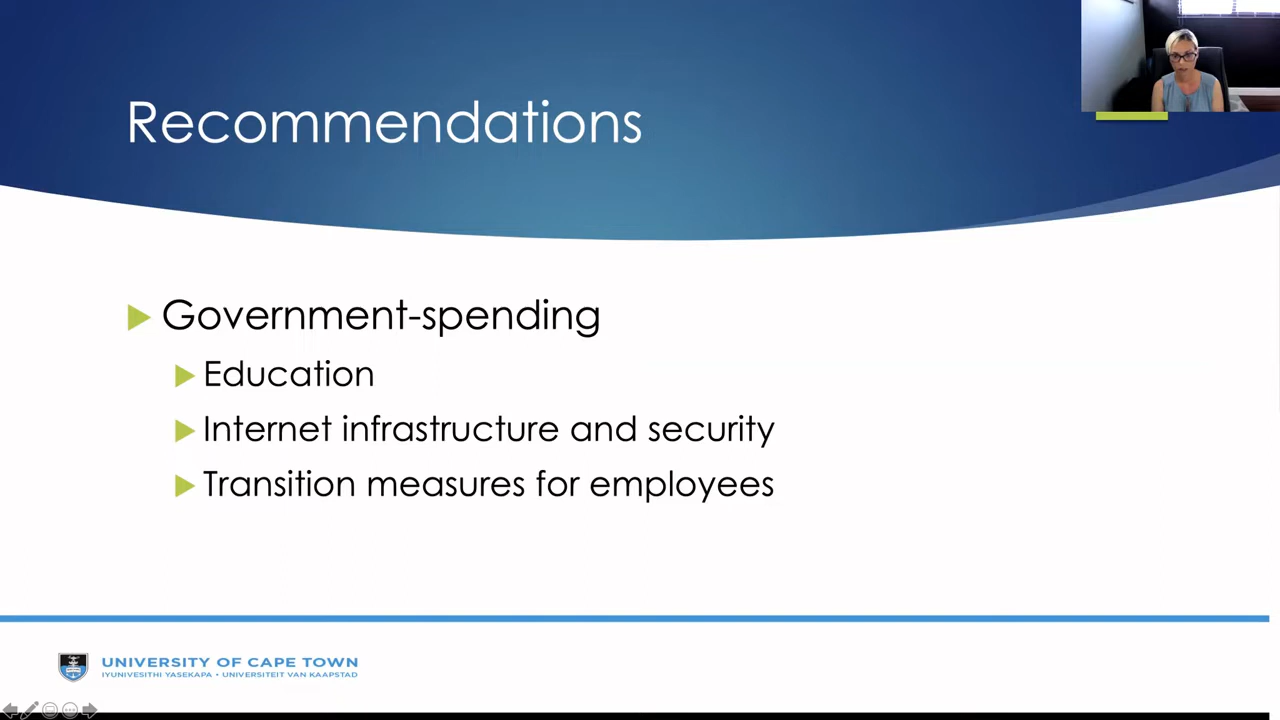 Recommendations
Government-spending
Education
Internet infrastructure and security
Transition measures for employees
UNIVERSITY OF CAPE TOWN
IYUNIVESITHI YASEKAPA • UNIVERSITEIT VAN KAAPSTAD